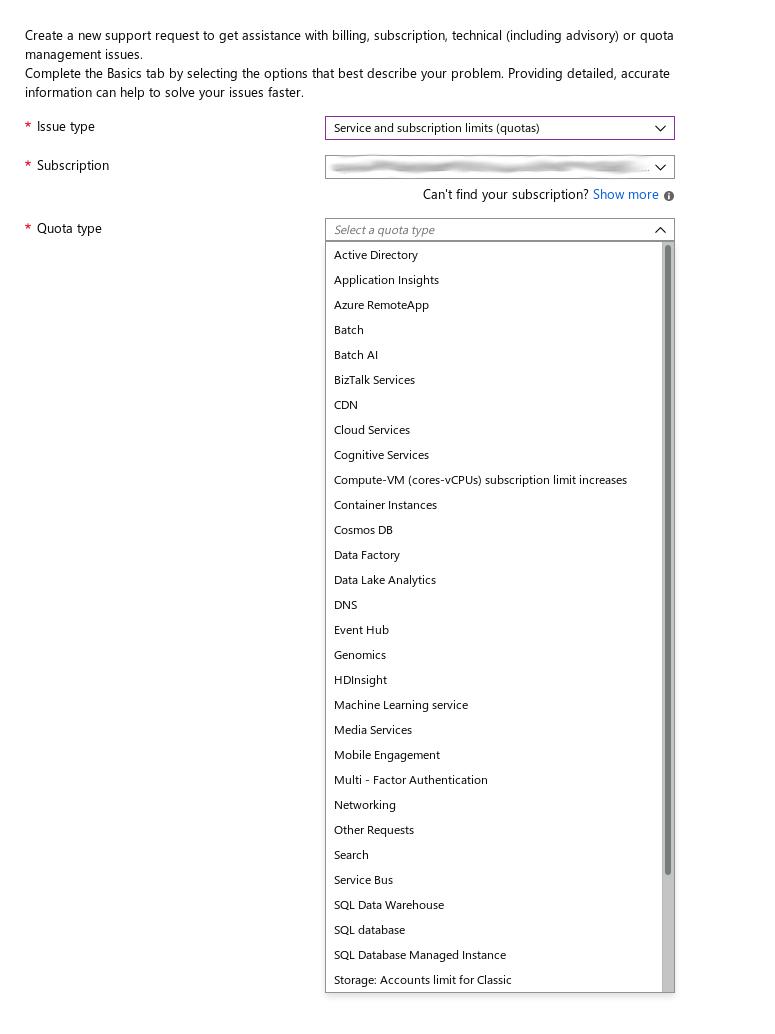 Create a new support request to get assistance with billing, subscription, technical (including advisory) or quota
management issues.
Complete the Basics tab by selecting the options that best describe your problem. Providing detailed, accurate
information can help to solve your issues faster.
* Issue type
Service and subscription limits (quotas)
* Subscription
...
Can't find your subscription? Show more
* Quota type
Select a quota type
Active Directory
Application Insights
Azure RemoteApp
Batch
Batch AI
BizTalk Services
CDN
Cloud Services
Cognitive Services
Compute-VM (cores-vCPUs) subscription limit increases
Container Instances
Cosmos DB
Data Factory
Data Lake Analytics
DNS
Event Hub
Genomics
HDInsight
Machine Learning service
Media Services
Mobile Engagement
Multi - Factor Authentication
Networking
Other Requests
Search
Service Bus
SQL Data Warehouse
SQL database
SQL Database Managed Instance
Storage: Accounts limit for Classic